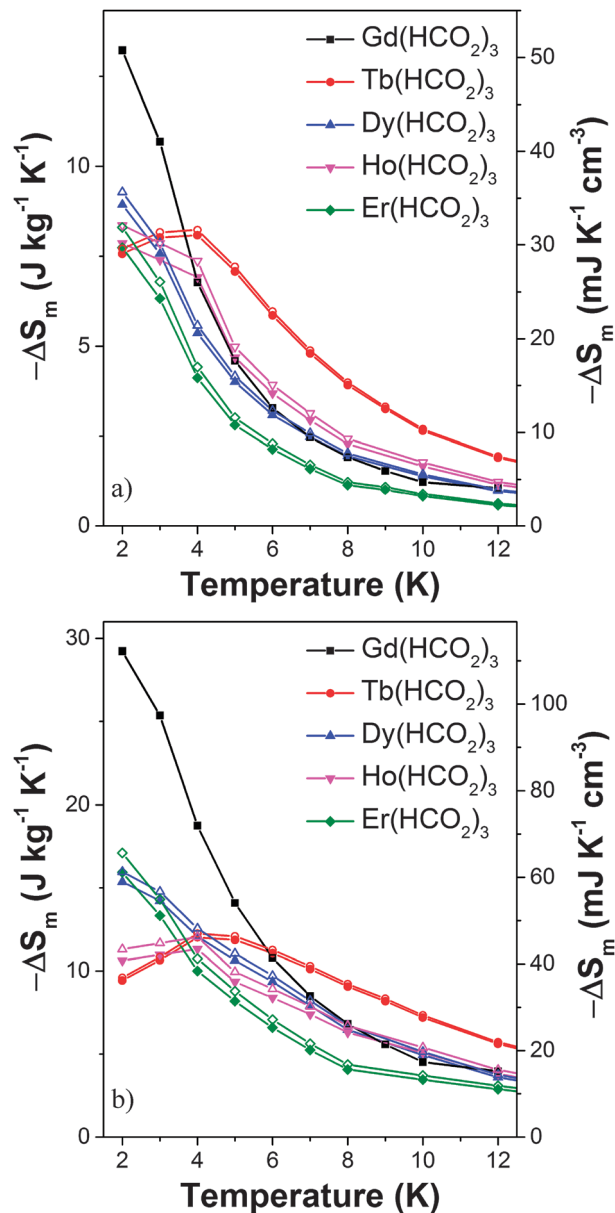 Gd(HCO₂)₃
Tb(HCO₂)₃
Dy(HCO₂)₃
Ho(HCO₂)₃
Er(HCO₂)₃
−ΔSₘ (J kg⁻¹ K⁻¹)
10
5
0
50
40
30
20
10
0
−ΔSₘ (mJ K⁻¹ cm⁻³)
a)
2 4 6 8 10 12
Temperature (K)
Gd(HCO₂)₃
Tb(HCO₂)₃
Dy(HCO₂)₃
Ho(HCO₂)₃
Er(HCO₂)₃
−ΔSₘ (J kg⁻¹ K⁻¹)
30
20
10
0
100
80
60
40
20
0
−ΔSₘ (mJ K⁻¹ cm⁻³)
b)
2 4 6 8 10 12
Temperature (K)